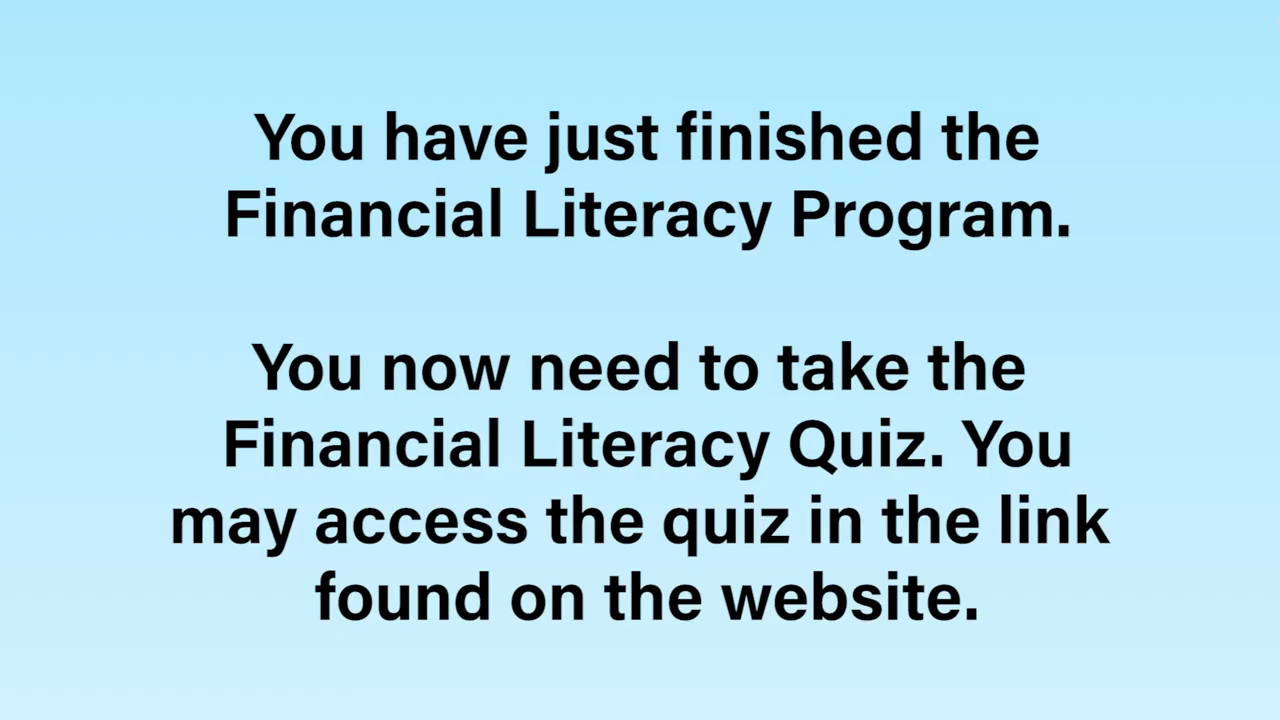 You have just finished the
Financial Literacy Program.
You now need to take the
Financial Literacy Quiz. You
may access the quiz in the link
found on the website.